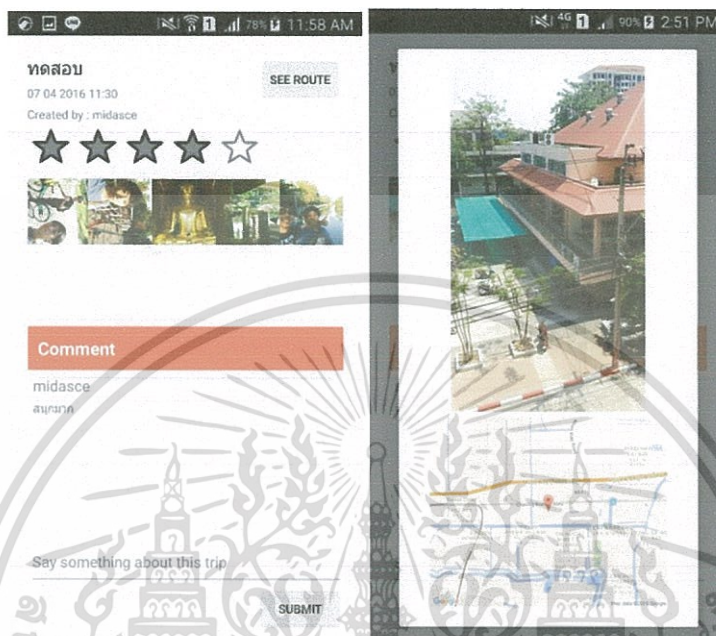 1 78% 11:58 AM
ทดสอบ
SEE ROUTE
07 04 2016 11:30
Created by : midasce
Comment
midasce
สนุกมาก
Say something about this trip
SUBMIT
4G 1 90% 2:51 PM